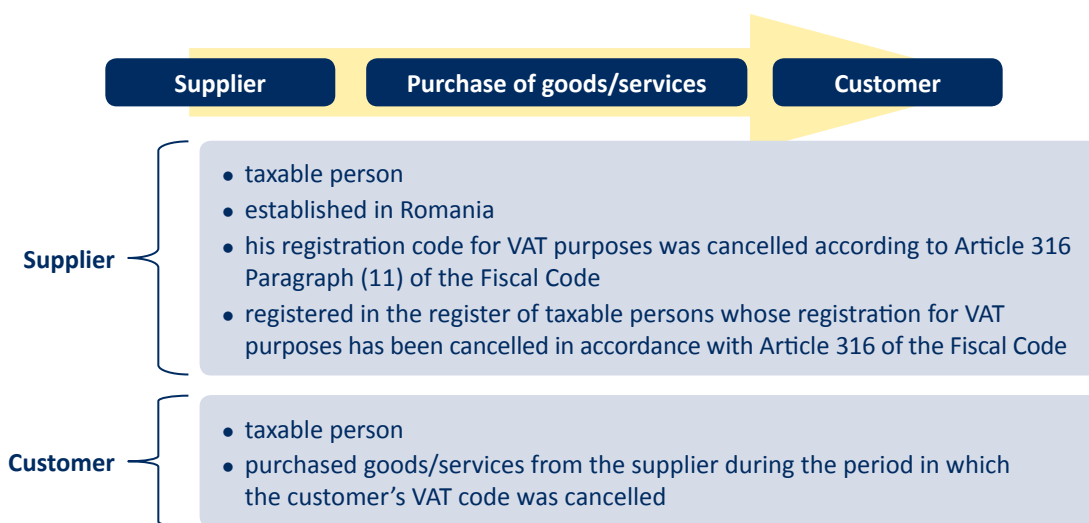 Supplier Purchase of goods/services Customer
Supplier
• taxable person
• established in Romania
• his registration code for VAT purposes was cancelled according to Article 316
Paragraph (11) of the Fiscal Code
• registered in the register of taxable persons whose registration for VAT
purposes has been cancelled in accordance with Article 316 of the Fiscal Code
Customer
• taxable person
• purchased goods/services from the supplier during the period in which
the customer’s VAT code was cancelled